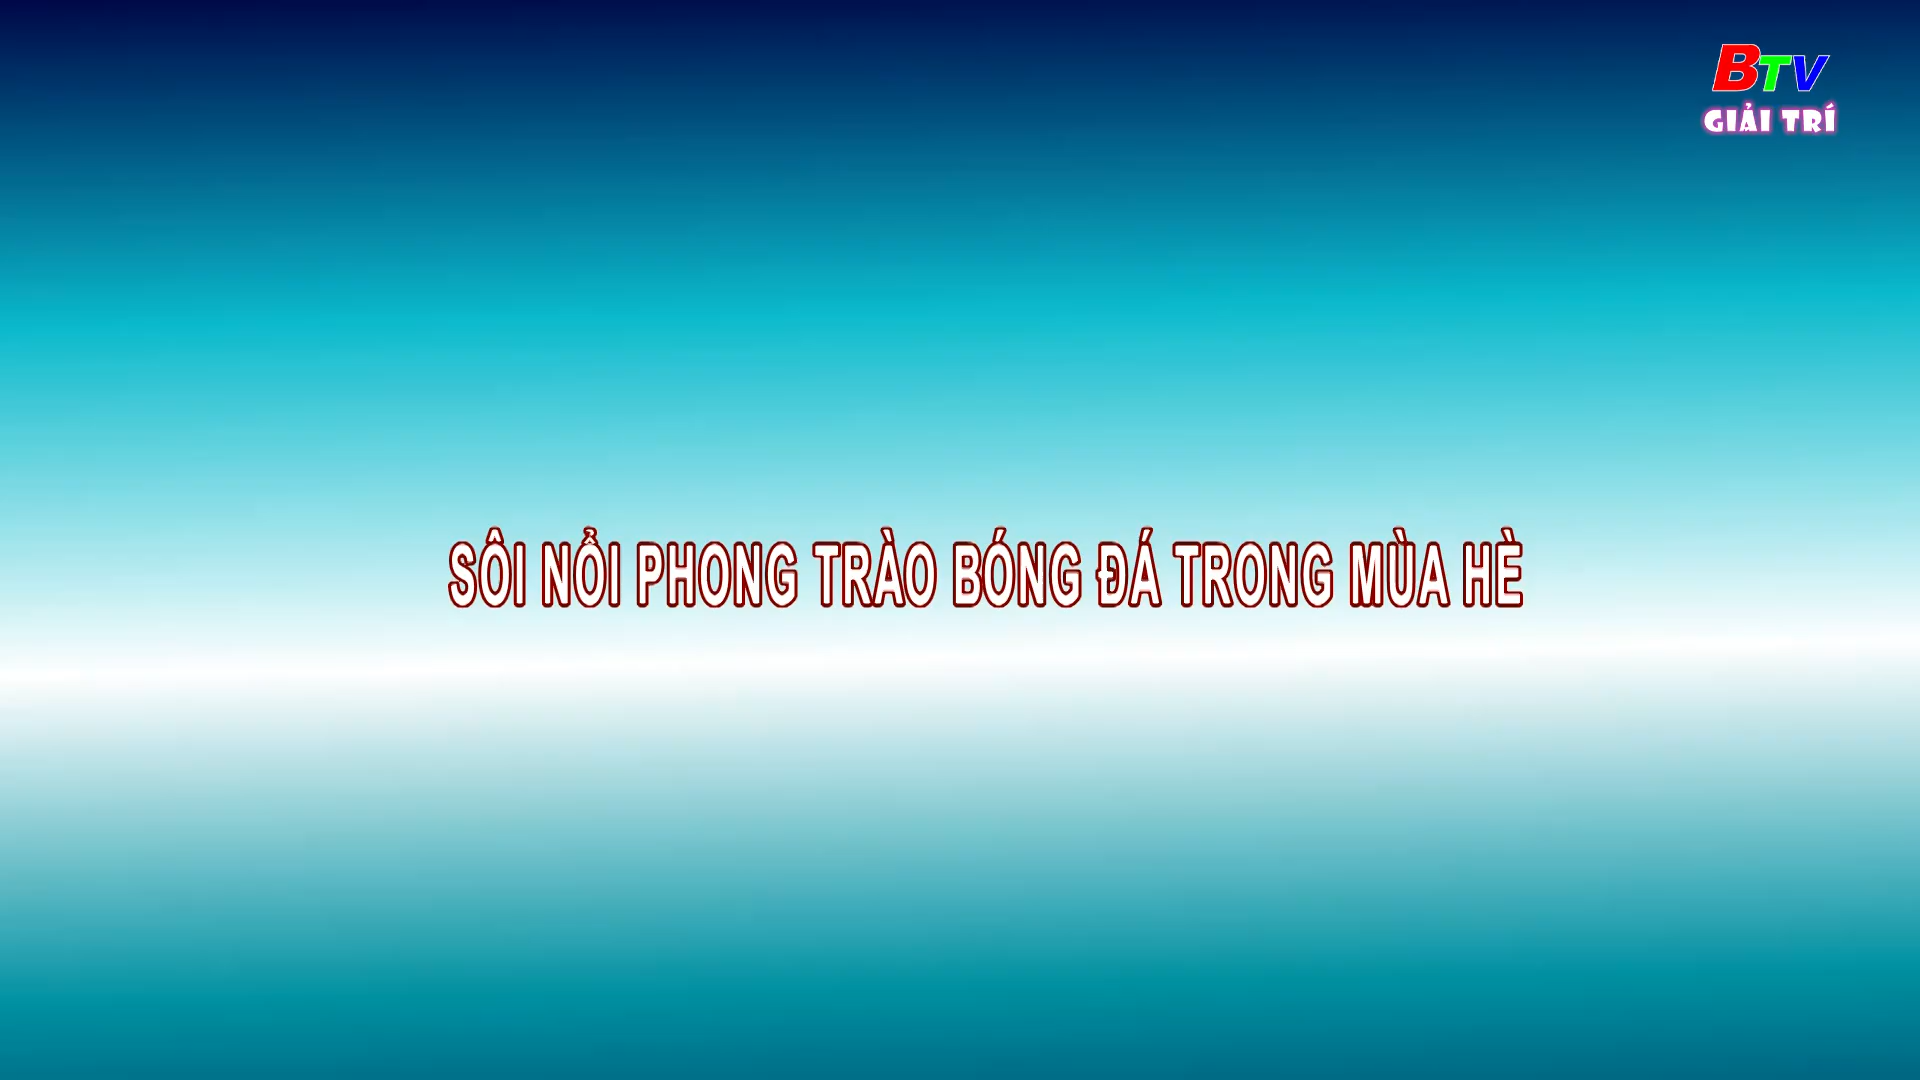 BTV
GIẢI TRÍ
SÔI NỔI PHONG TRÀO BÓNG ĐÁ TRONG MÙA HÈ